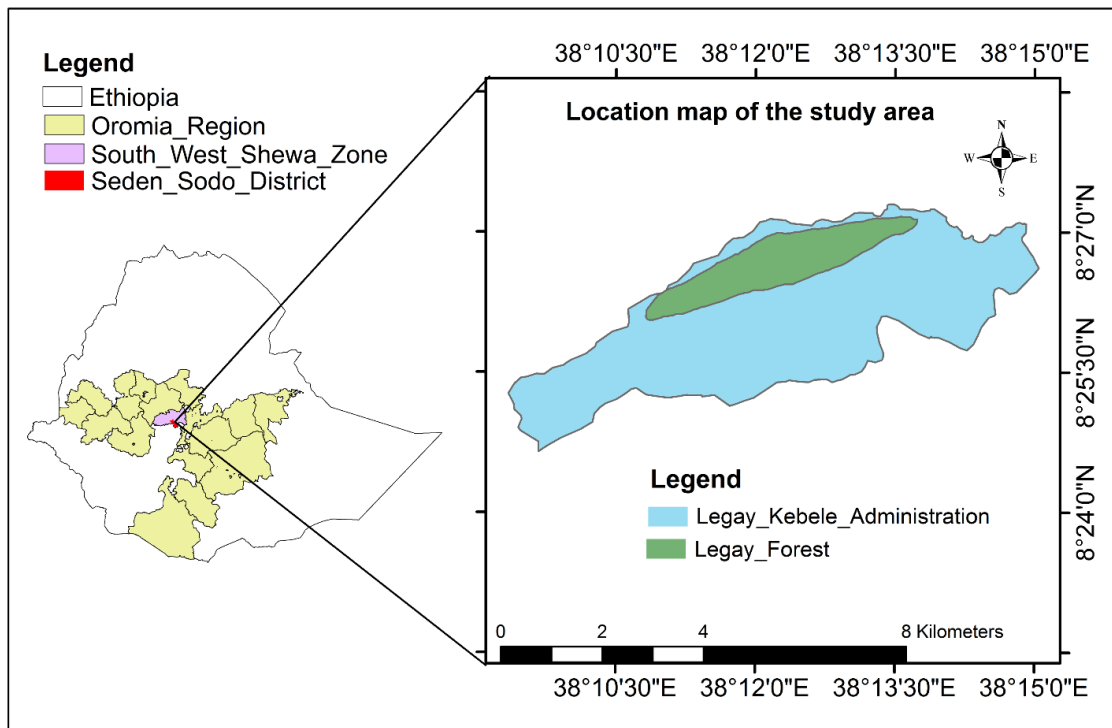 Legend
Ethiopia
Oromia_Region
South_West_Shewa_Zone
Seden_Sodo_District
38°10'30"E 38°12'0"E 38°13'30"E 38°15'0"E
Location map of the study area
N
W E
S
8°27'0"N
8°25'30"N
8°24'0"N
Legend
Legay_Kebele_Administration
Legay_Forest
0 2 4 8 Kilometers
38°10'30"E 38°12'0"E 38°13'30"E 38°15'0"E